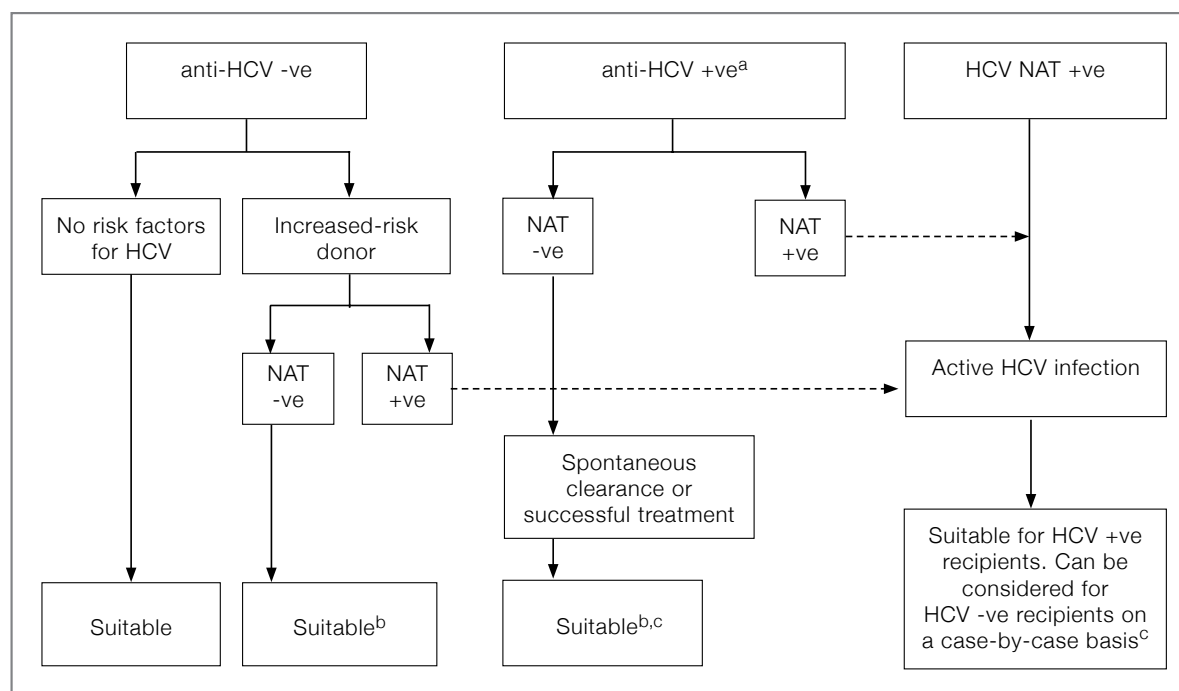 anti-HCV -ve
anti-HCV +veᵃ
HCV NAT +ve
No risk factors
for HCV
Increased-risk
donor
NAT
-ve
NAT
+ve
NAT
-ve
NAT
+ve
Active HCV infection
Spontaneous
clearance or
successful treatment
Suitable for HCV +ve
recipients. Can be
considered for
HCV -ve recipients on
a case-by-case basisᶜ
Suitable
Suitableᵇ
Suitableᵇ,ᶜ